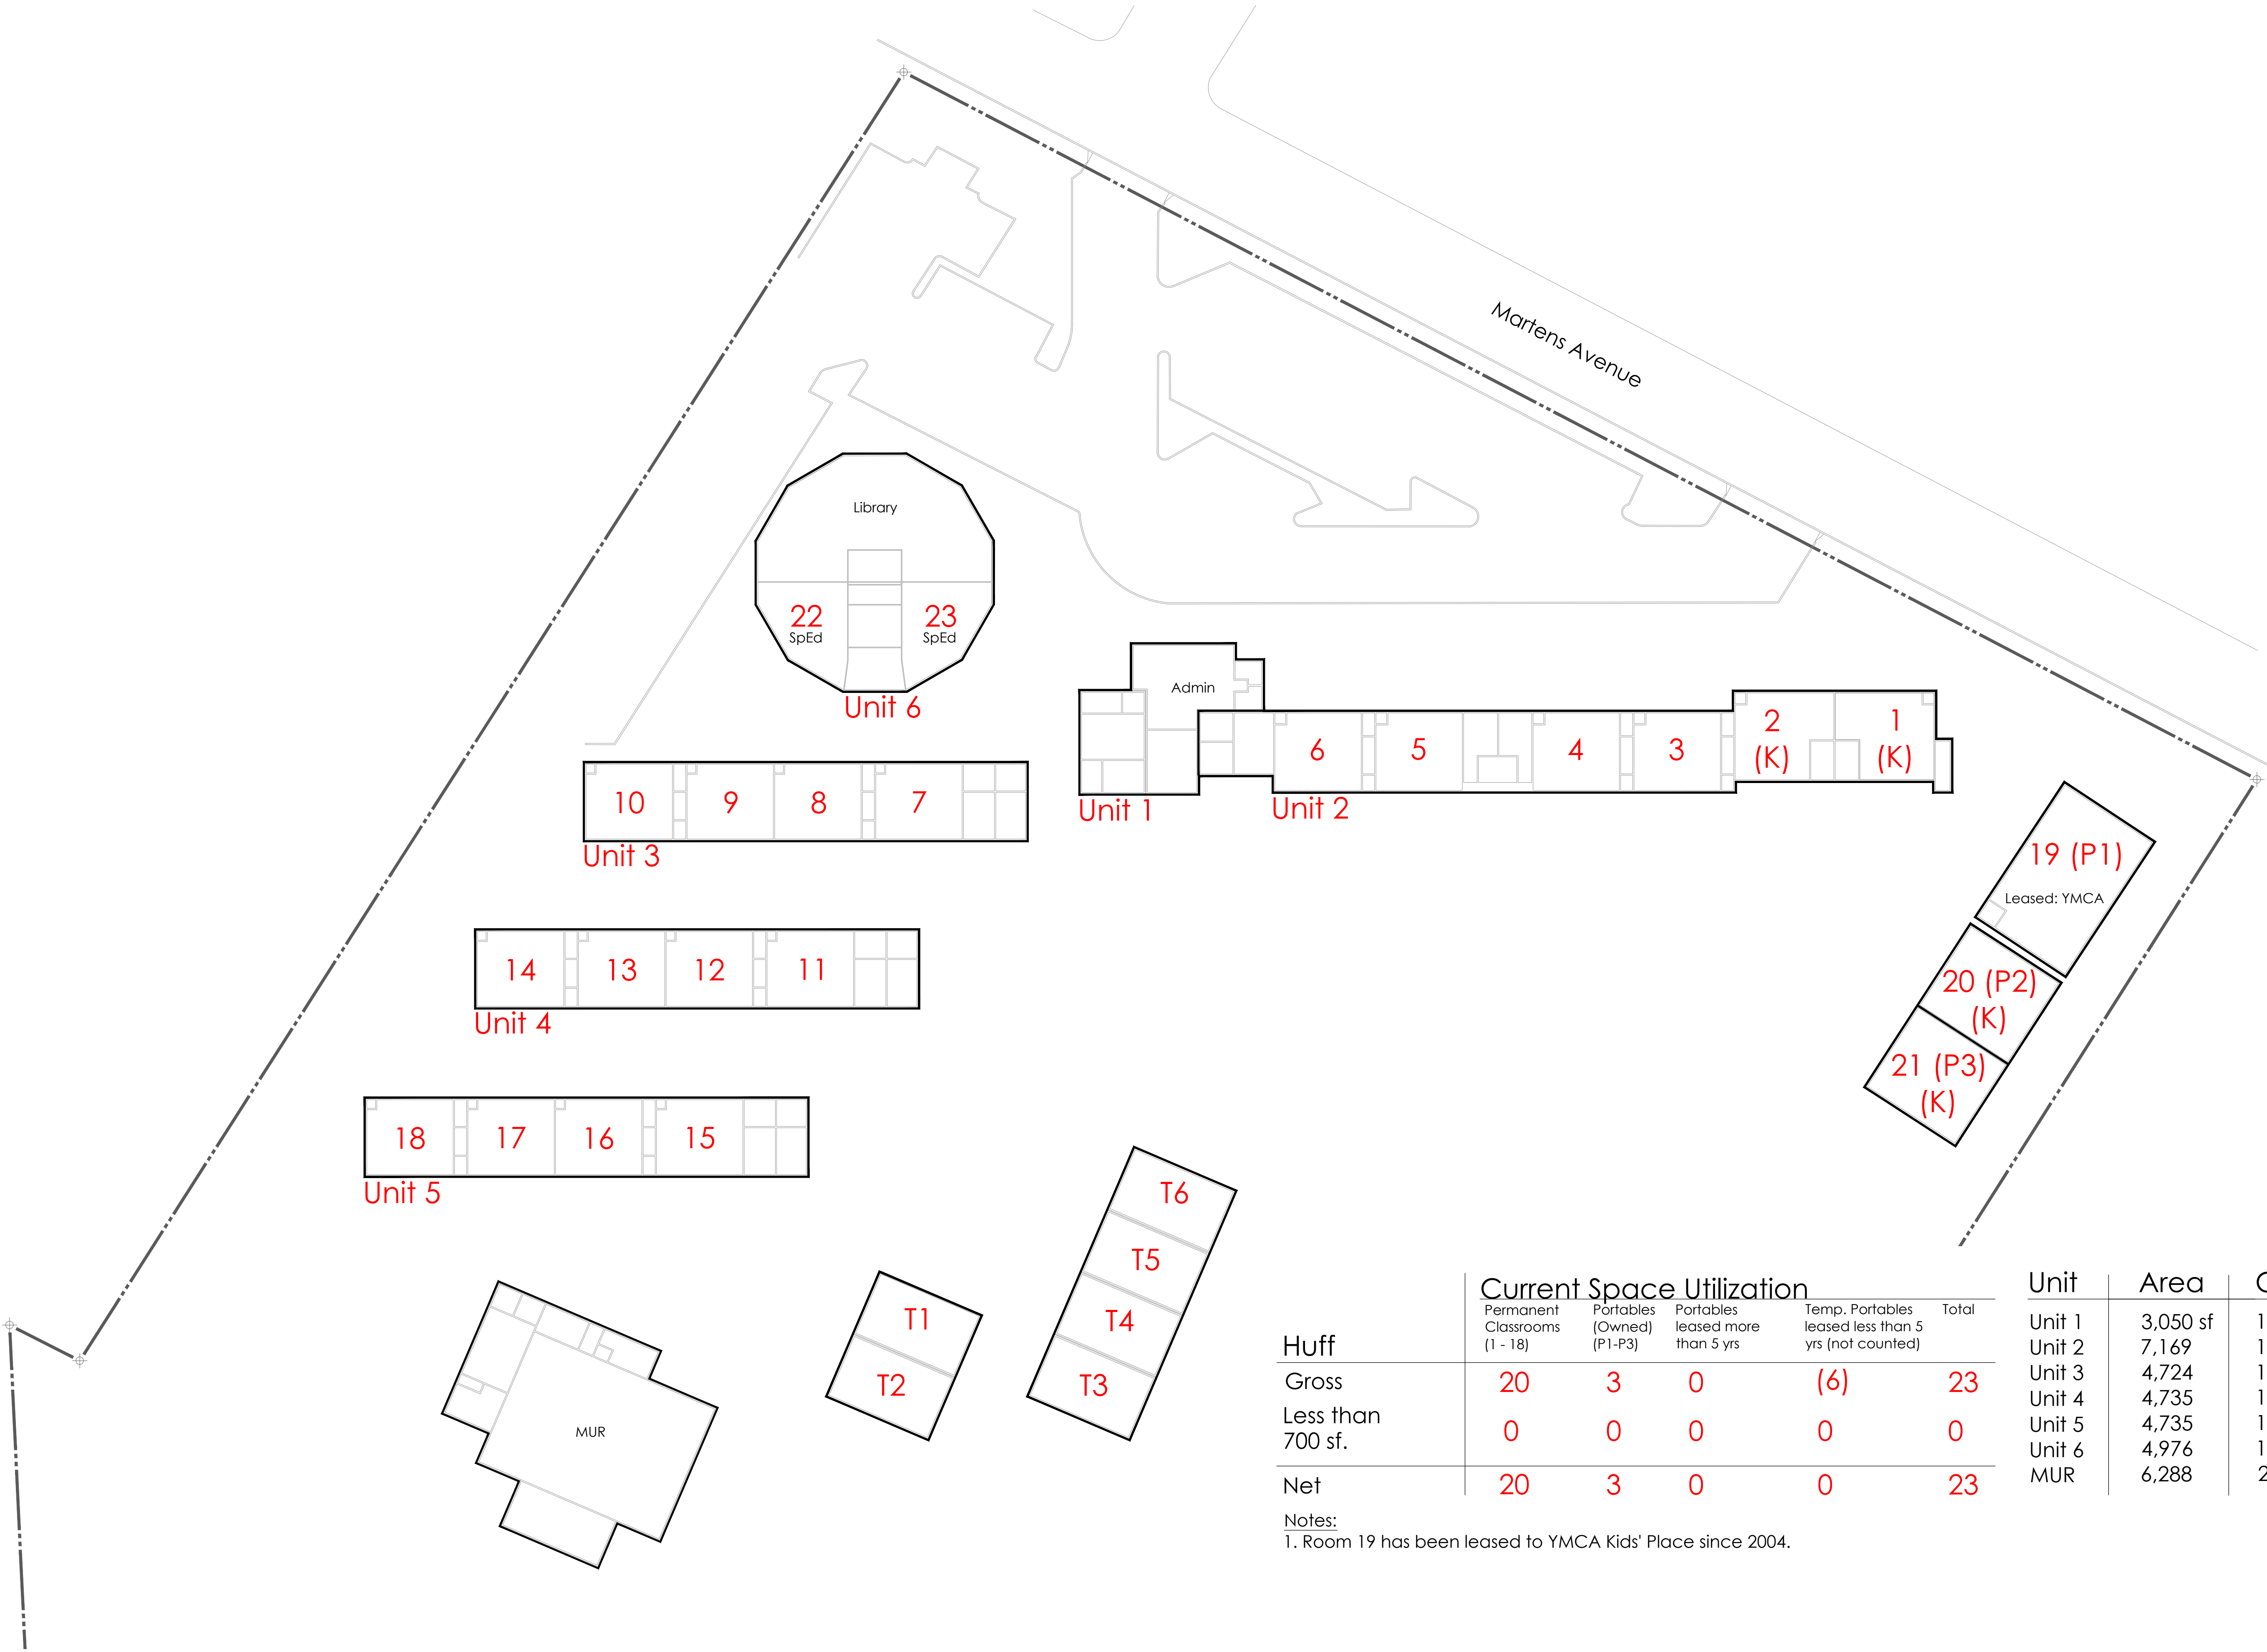 Martens Avenue
Library
22
SpEd
23
SpEd
Unit 6
Admin
6
5
4
3
2
(K)
1
(K)
Unit 1
Unit 2
10
9
8
7
Unit 3
19 (P1)
Leased: YMCA
20 (P2)
(K)
21 (P3)
(K)
14
13
12
11
Unit 4
18
17
16
15
Unit 5
T6
T5
T4
T3
T1
T2
MUR
Current Space Utilization
Huff
Permanent
Classrooms
(1 - 18)
Portables
(Owned)
(P1-P3)
Portables
leased more
than 5 yrs
Temp. Portables
leased less than 5
yrs (not counted)
Total
Gross 20 3 0 (6) 23
Less than
700 sf. 0 0 0 0 0
Net 20 3 0 0 23
Notes:
1. Room 19 has been leased to YMCA Kids' Place since 2004.
Unit Area
Unit 1 3,050 sf 1
Unit 2 7,169 1
Unit 3 4,724 1
Unit 4 4,735 1
Unit 5 4,735 1
Unit 6 4,976 1
MUR 6,288 2